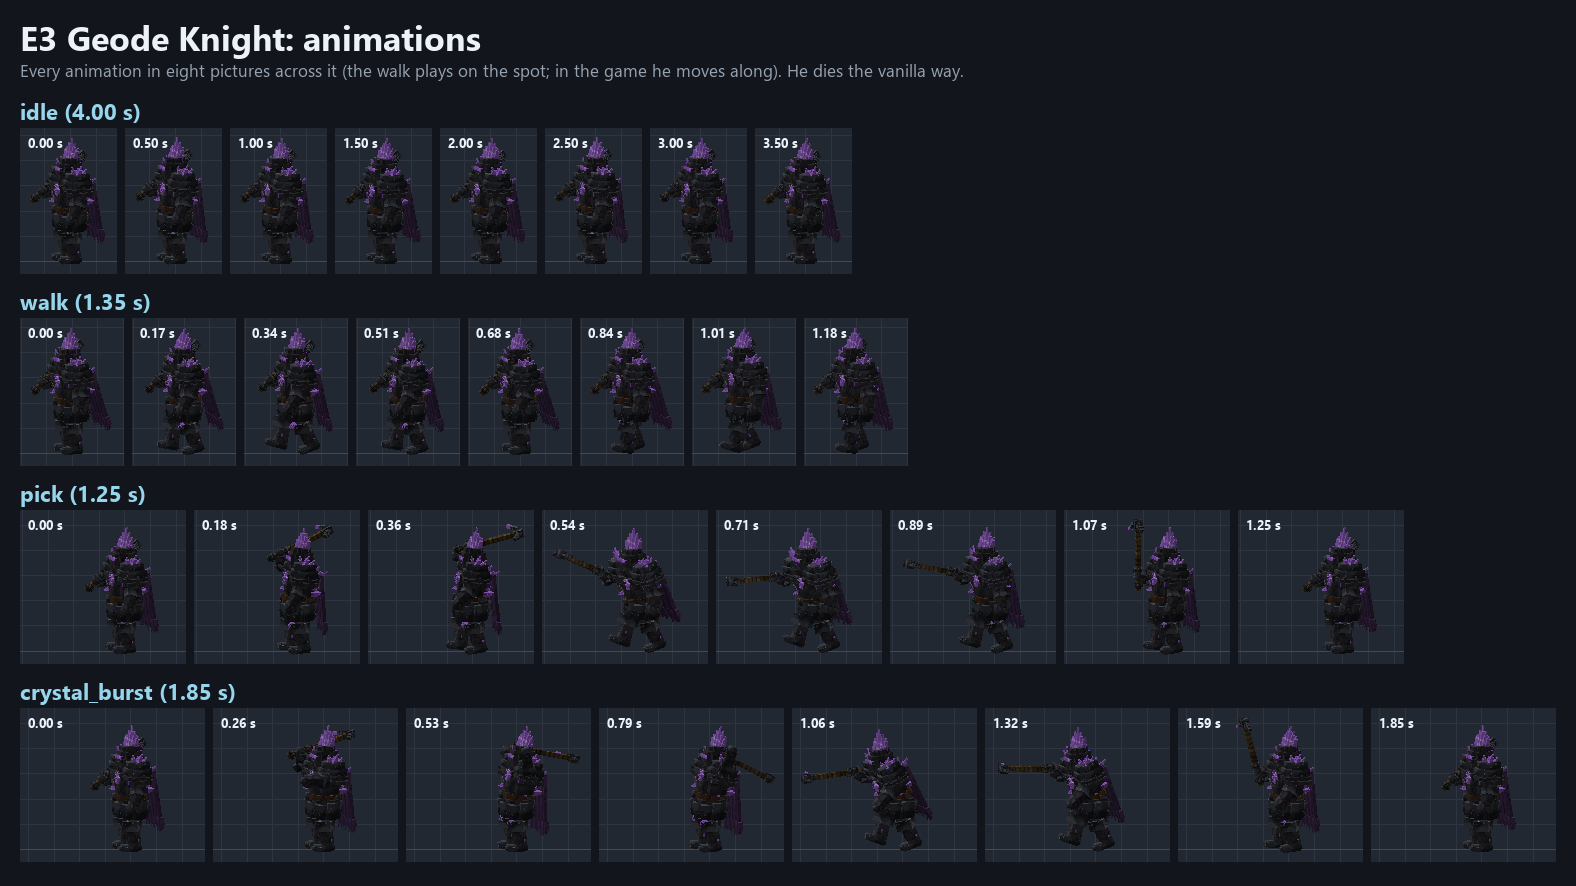 E3 Geode Knight: animations
Every animation in eight pictures across it (the walk plays on the spot; in the game he moves along). He dies the vanilla way.
idle (4.00 s)
0.00 s 0.50 s 1.00 s 1.50 s 2.00 s 2.50 s 3.00 s 3.50 s
walk (1.35 s)
0.00 s 0.17 s 0.34 s 0.51 s 0.68 s 0.84 s 1.01 s 1.18 s
pick (1.25 s)
0.00 s 0.18 s 0.36 s 0.54 s 0.71 s 0.89 s 1.07 s 1.25 s
crystal_burst (1.85 s)
0.00 s 0.26 s 0.53 s 0.79 s 1.06 s 1.32 s 1.59 s 1.85 s